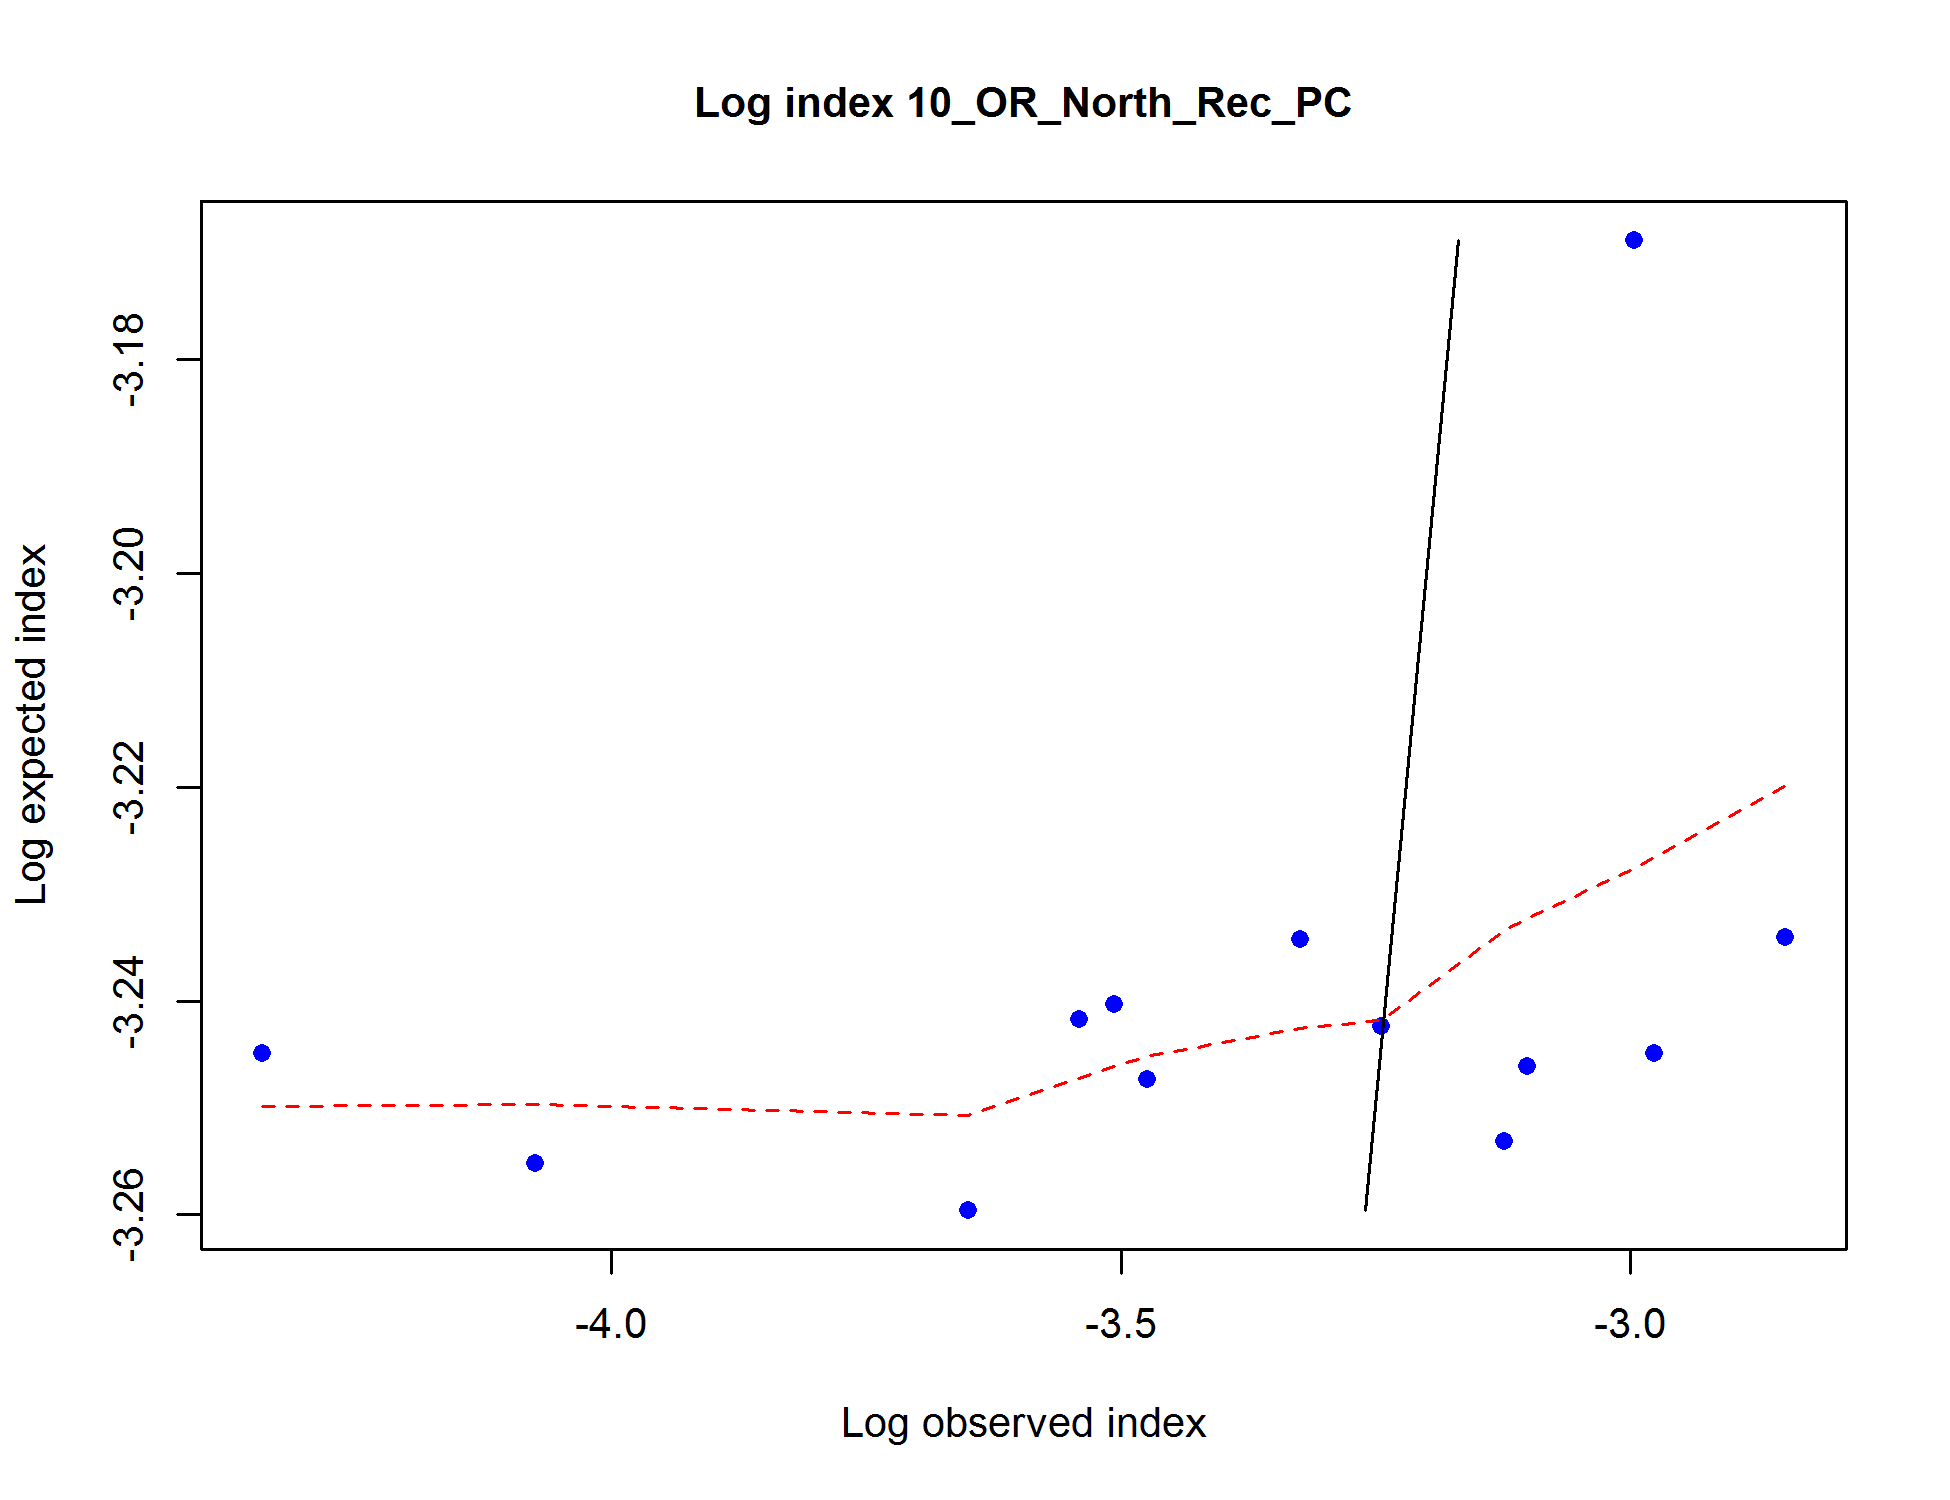 Log index 10_OR_North_Rec_PC
Log expected index
-3.18
-3.20
-3.22
-3.24
-3.26
-4.0
-3.5
-3.0
Log observed index